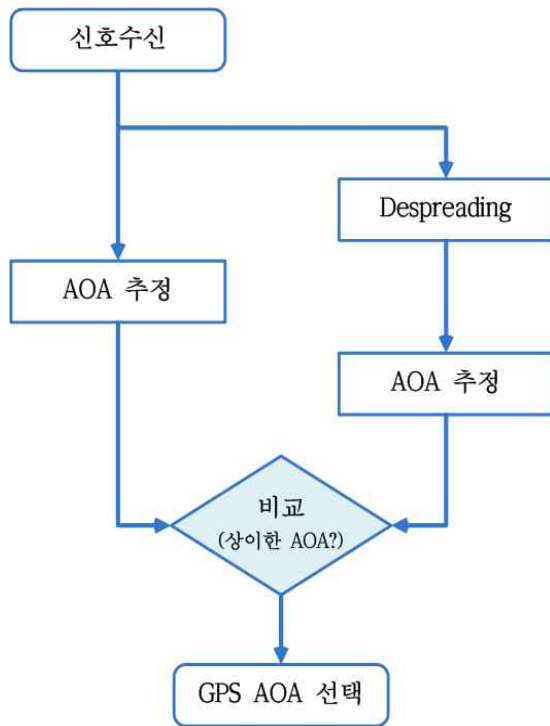 신호수신
Despreading
AOA 추정
AOA 추정
비교
(상이한 AOA?)
GPS AOA 선택